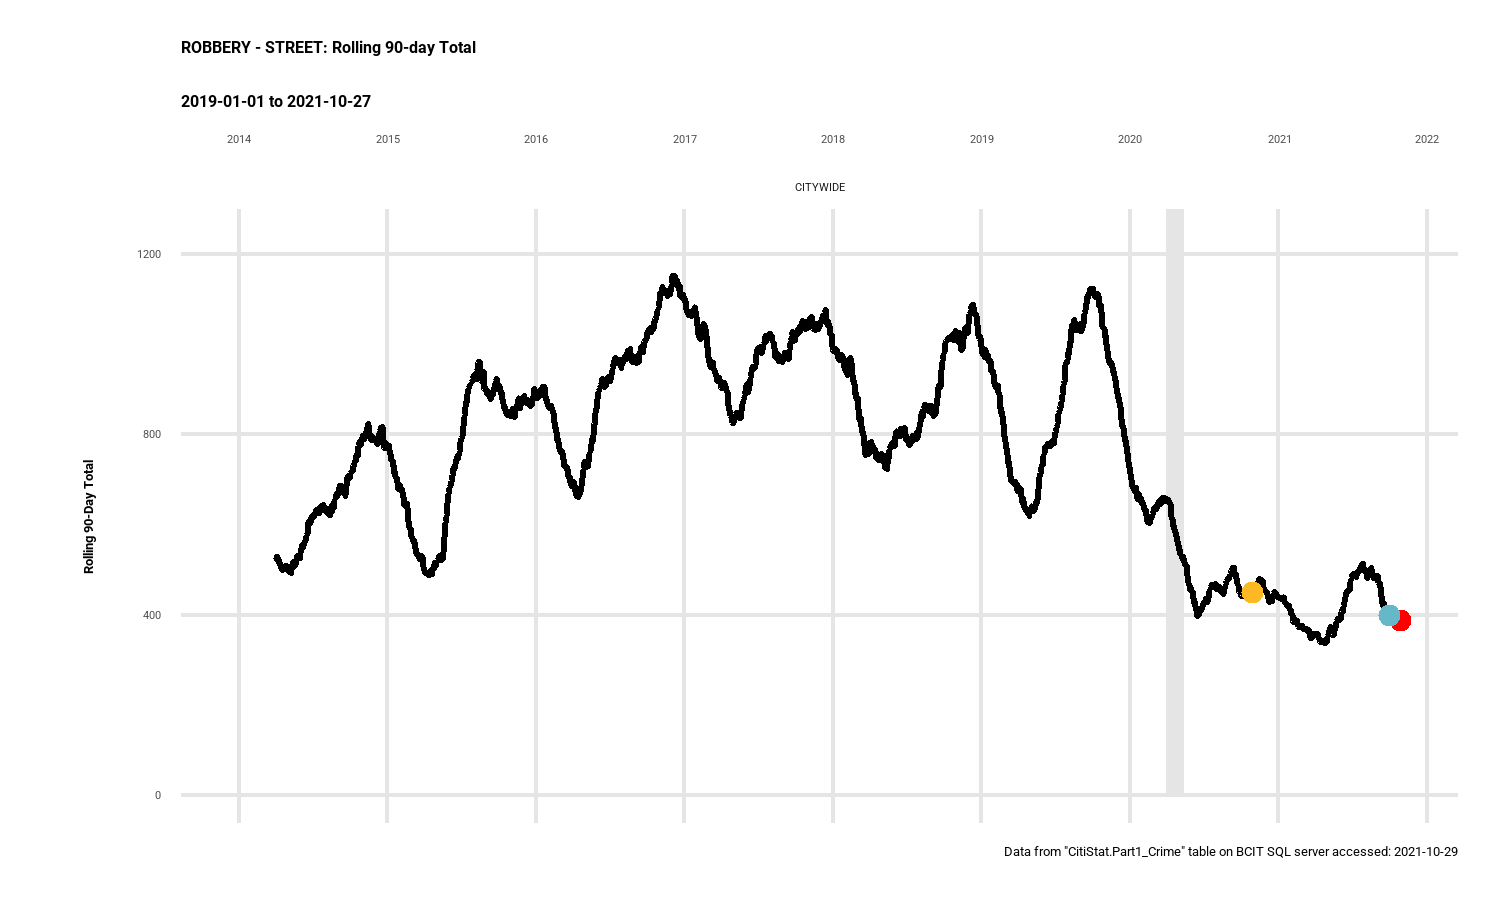 ROBBERY - STREET: Rolling 90-day Total
2019-01-01 to 2021-10-27
2014 2015 2016 2017 2018 2019 2020 2021 2022
CITYWIDE
1200
800
400
0
Rolling 90-Day Total
Data from "CitiStat.Part1_Crime" table on BCIT SQL server accessed: 2021-10-29